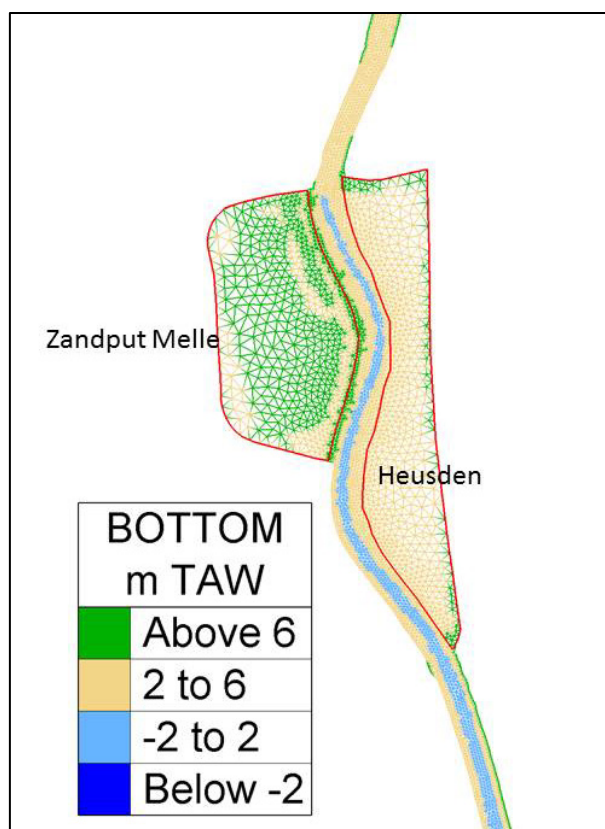 Zandput Melle
Heusden
BOTTOM
m TAW
Above 6
2 to 6
-2 to 2
Below -2